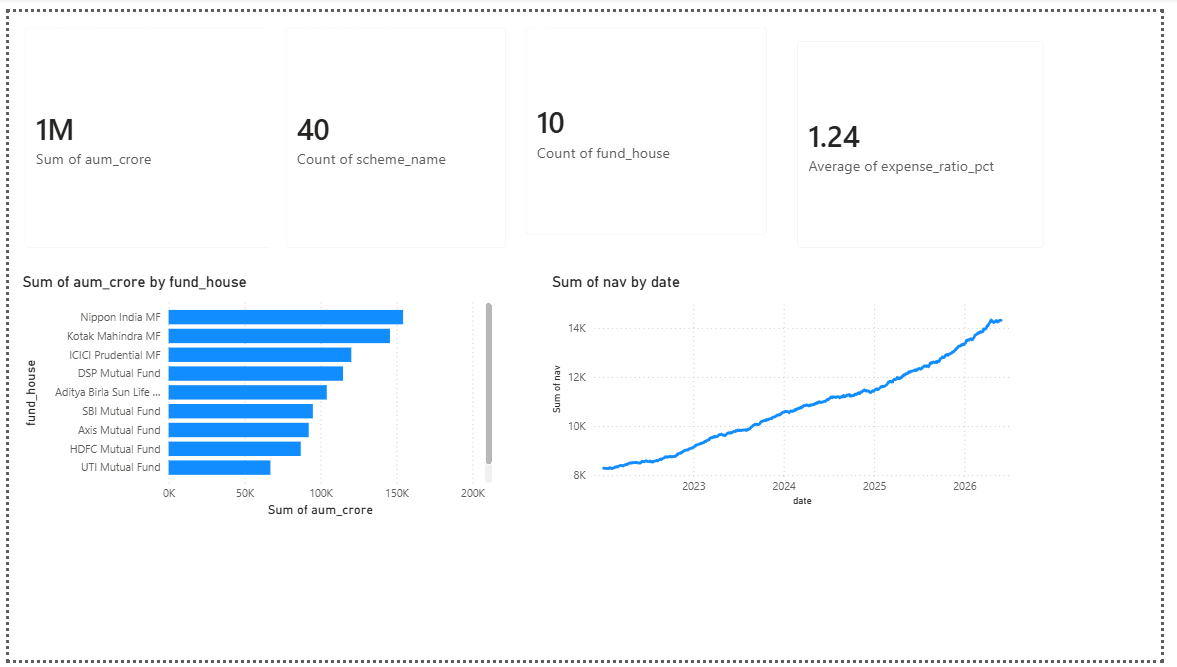 1M
Sum of aum_crore
40
Count of scheme_name
10
Count of fund_house
1.24
Average of expense_ratio_pct
Sum of aum_crore by fund_house
fund_house
Nippon India MF
Kotak Mahindra MF
ICICI Prudential MF
DSP Mutual Fund
Aditya Birla Sun Life ...
SBI Mutual Fund
Axis Mutual Fund
HDFC Mutual Fund
UTI Mutual Fund
0K 50K 100K 150K 200K
Sum of aum_crore
Sum of nav by date
Sum of nav
14K
12K
10K
8K
2023 2024 2025 2026
date